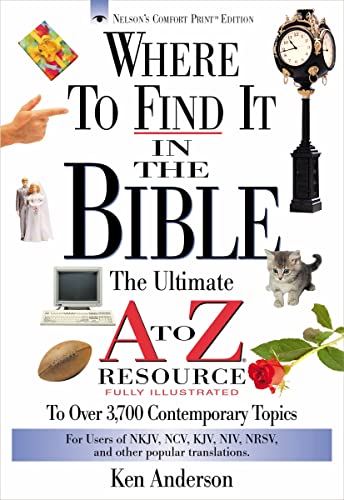 NELSON'S COMFORT PRINT™ EDITION
WHERE
TO FIND IT
IN THE
BIBLE
The Ultimate
A TO Z®
RESOURCE
FULLY ILLUSTRATED
To Over 3,700 Contemporary Topics
For Users of NKJV, NCV, KJV, NIV, NRSV,
and other popular translations.
Ken Anderson